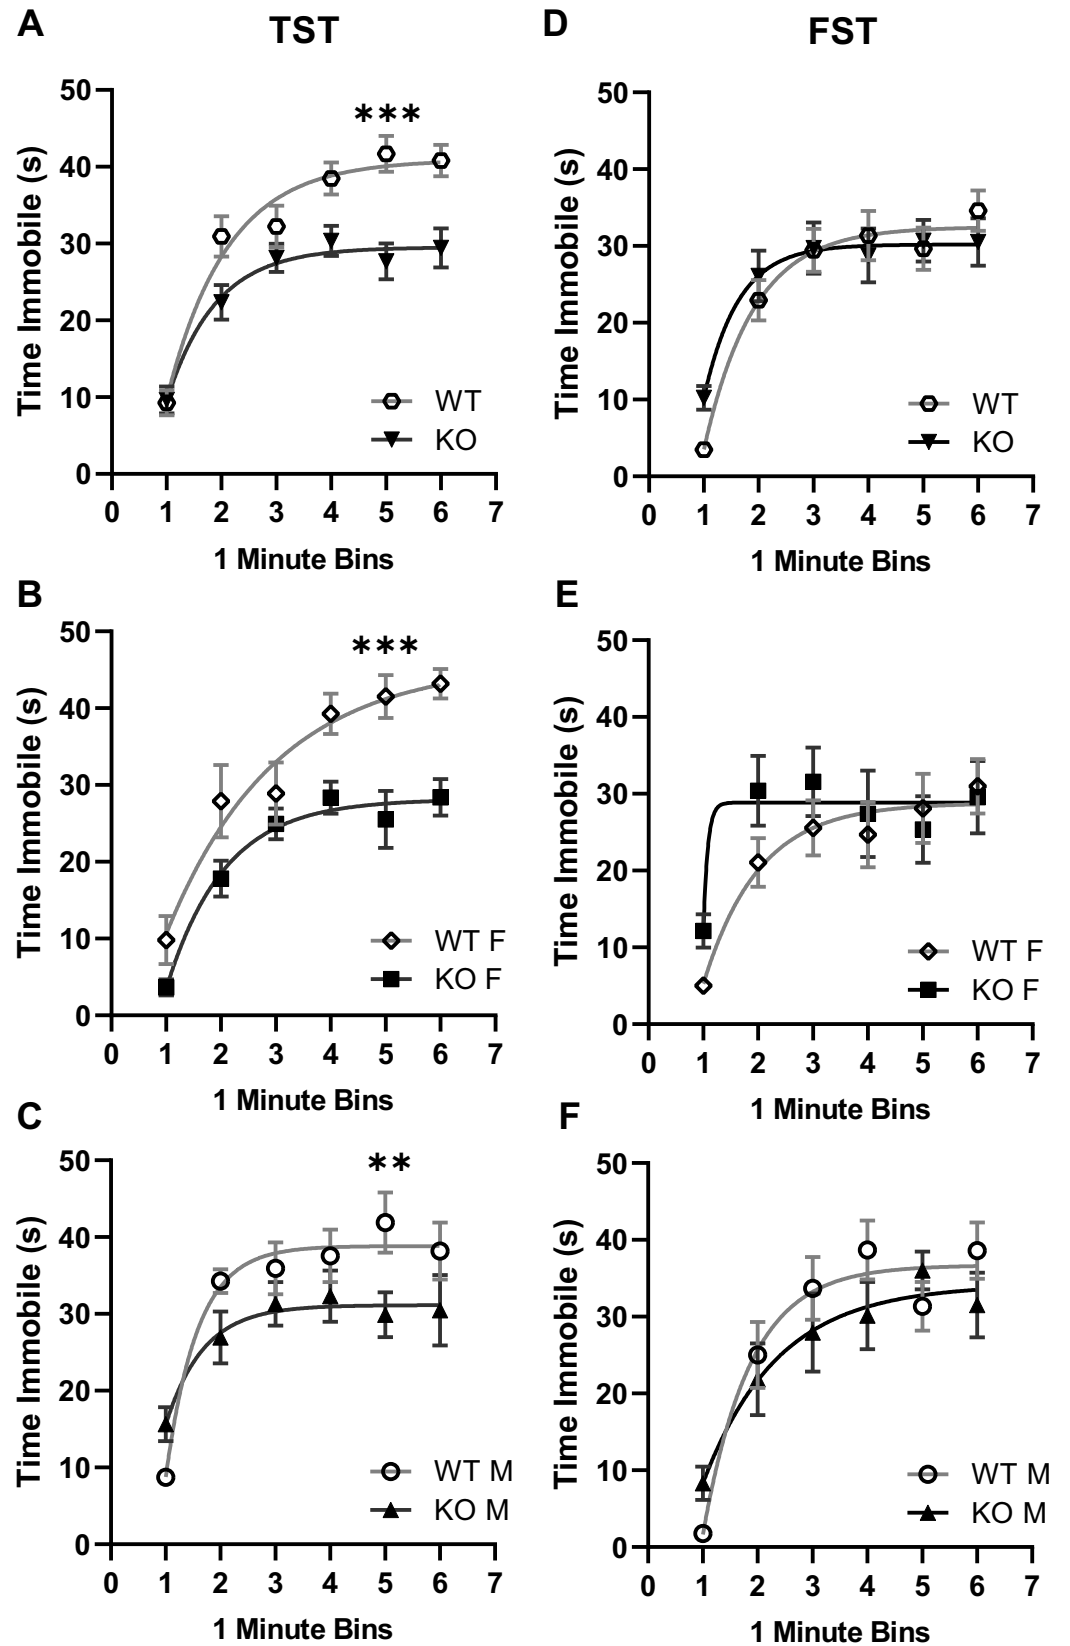 A
TST
Time Immobile (s)
50
40
30
20
10
0
***
WT
KO
0 1 2 3 4 5 6 7
1 Minute Bins
D
FST
Time Immobile (s)
50
40
30
20
10
0
WT
KO
0 1 2 3 4 5 6 7
1 Minute Bins
B
Time Immobile (s)
50
40
30
20
10
0
***
WT F
KO F
0 1 2 3 4 5 6 7
1 Minute Bins
E
Time Immobile (s)
50
40
30
20
10
0
WT F
KO F
0 1 2 3 4 5 6 7
1 Minute Bins
C
Time Immobile (s)
50
40
30
20
10
0
**
WT M
KO M
0 1 2 3 4 5 6 7
1 Minute Bins
F
Time Immobile (s)
50
40
30
20
10
0
WT M
KO M
0 1 2 3 4 5 6 7
1 Minute Bins